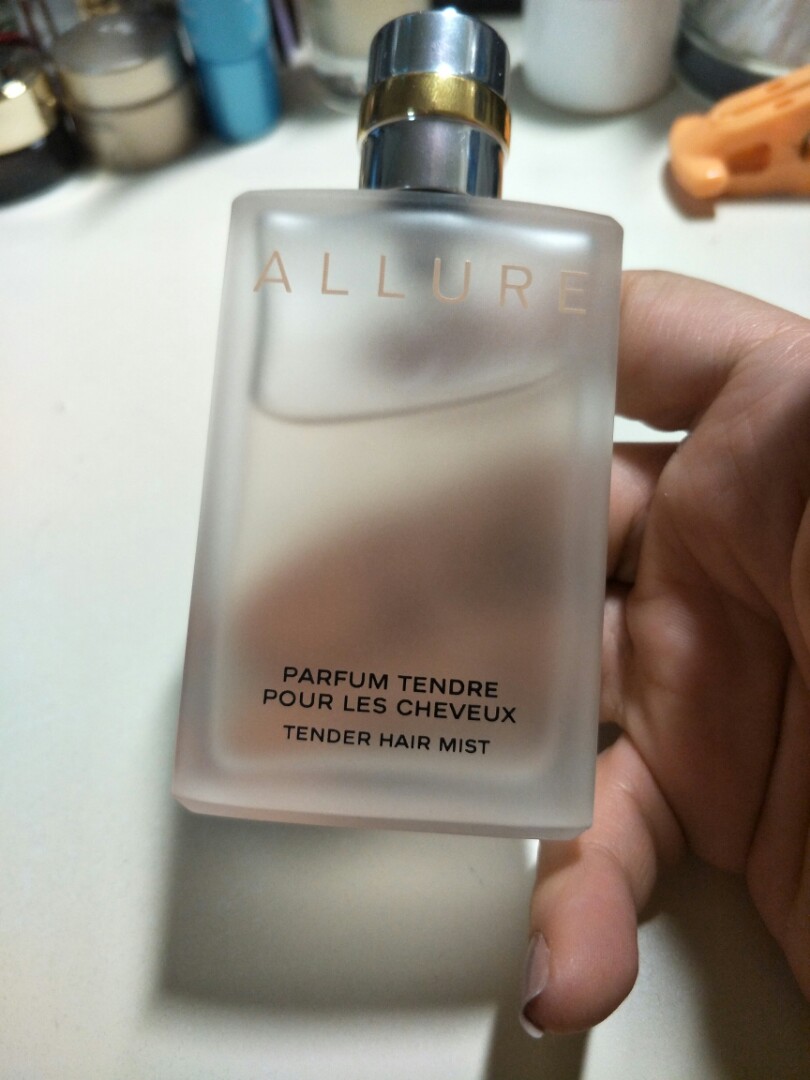 ALLURE
PARFUM TENDRE
POUR LES CHEVEUX
TENDER HAIR MIST